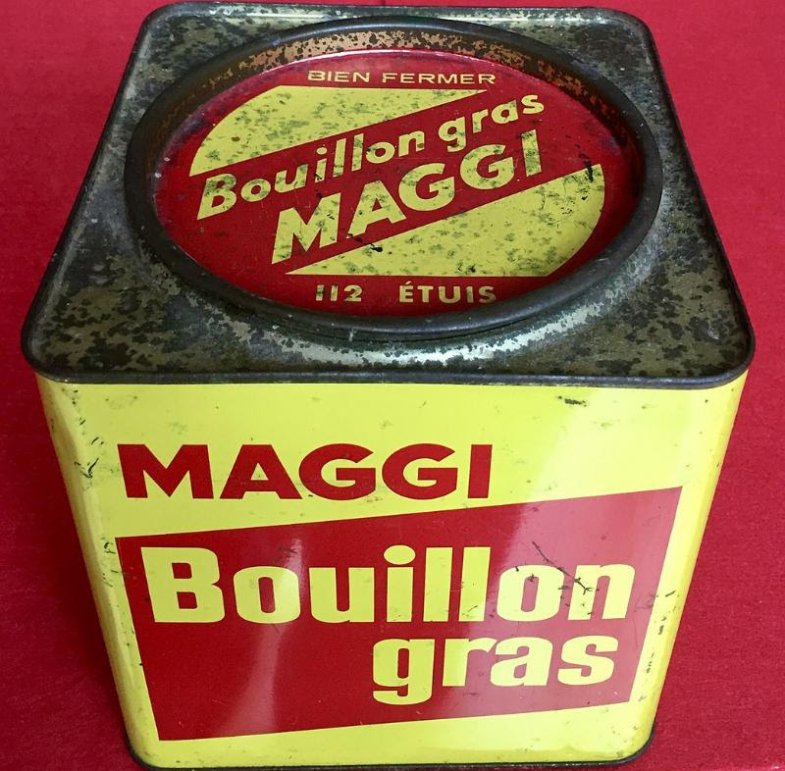 BIEN FERMER
Bouillon gras
MAGGI
112 ÉTUIS
MAGGI
Bouillon
gras